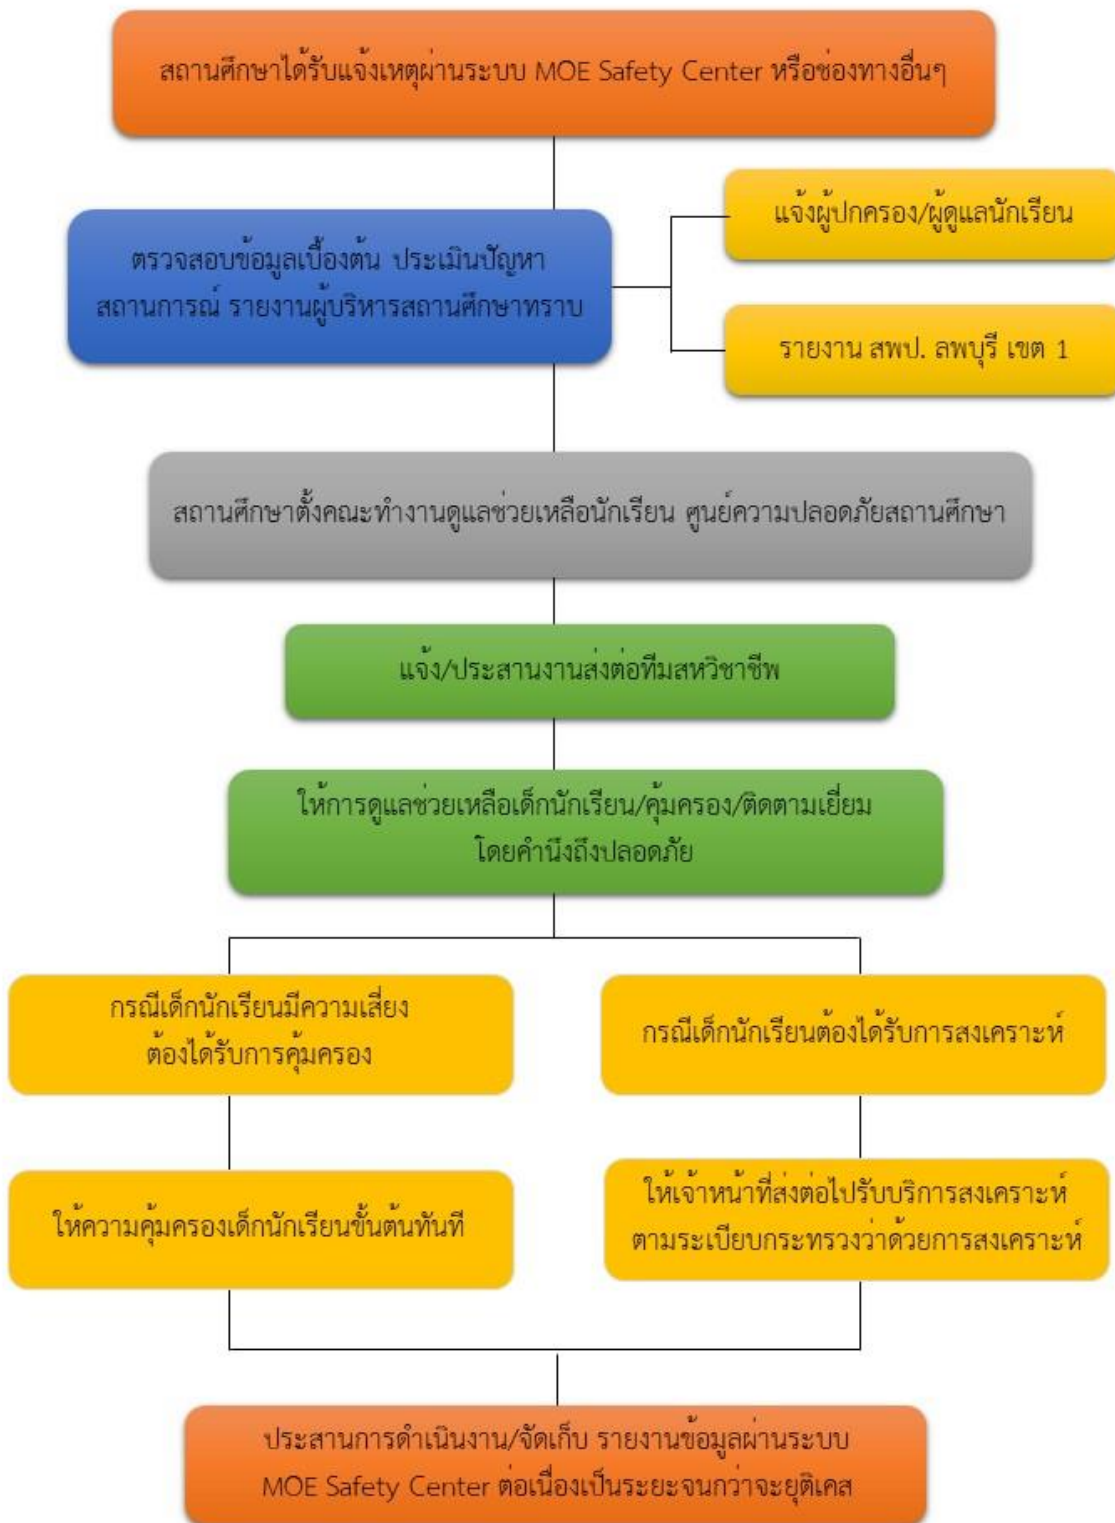 สถานศึกษาได้รับแจ้งเหตุผ่านระบบ MOE Safety Center หรือช่องทางอื่นๆ
แจ้งผู้ปกครอง/ผู้ดูแลนักเรียน
ตรวจสอบข้อมูลเบื้องต้น ประเมินปัญหา
สถานการณ์ รายงานผู้บริหารสถานศึกษาทราบ
รายงาน สพป. ลพบุรี เขต 1
สถานศึกษาตั้งคณะทำงานดูแลช่วยเหลือนักเรียน ศูนย์ความปลอดภัยสถานศึกษา
แจ้ง/ประสานงานส่งต่อทีมสหวิชาชีพ
ให้การดูแลช่วยเหลือเด็กนักเรียน/คุ้มครอง/ติดตามเยี่ยม
โดยคำนึงถึงปลอดภัย
กรณีเด็กนักเรียนมีความเสี่ยง
ต้องได้รับการคุ้มครอง
กรณีเด็กนักเรียนต้องได้รับการสงเคราะห์
ให้ความคุ้มครองเด็กนักเรียนขั้นต้นทันที
ให้เจ้าหน้าที่ส่งต่อไปรับบริการสงเคราะห์
ตามระเบียบกระทรวงว่าด้วยการสงเคราะห์
ประสานการดำเนินงาน/จัดเก็บ รายงานข้อมูลผ่านระบบ
MOE Safety Center ต่อเนื่องเป็นระยะจนกว่าจะยุติเคส